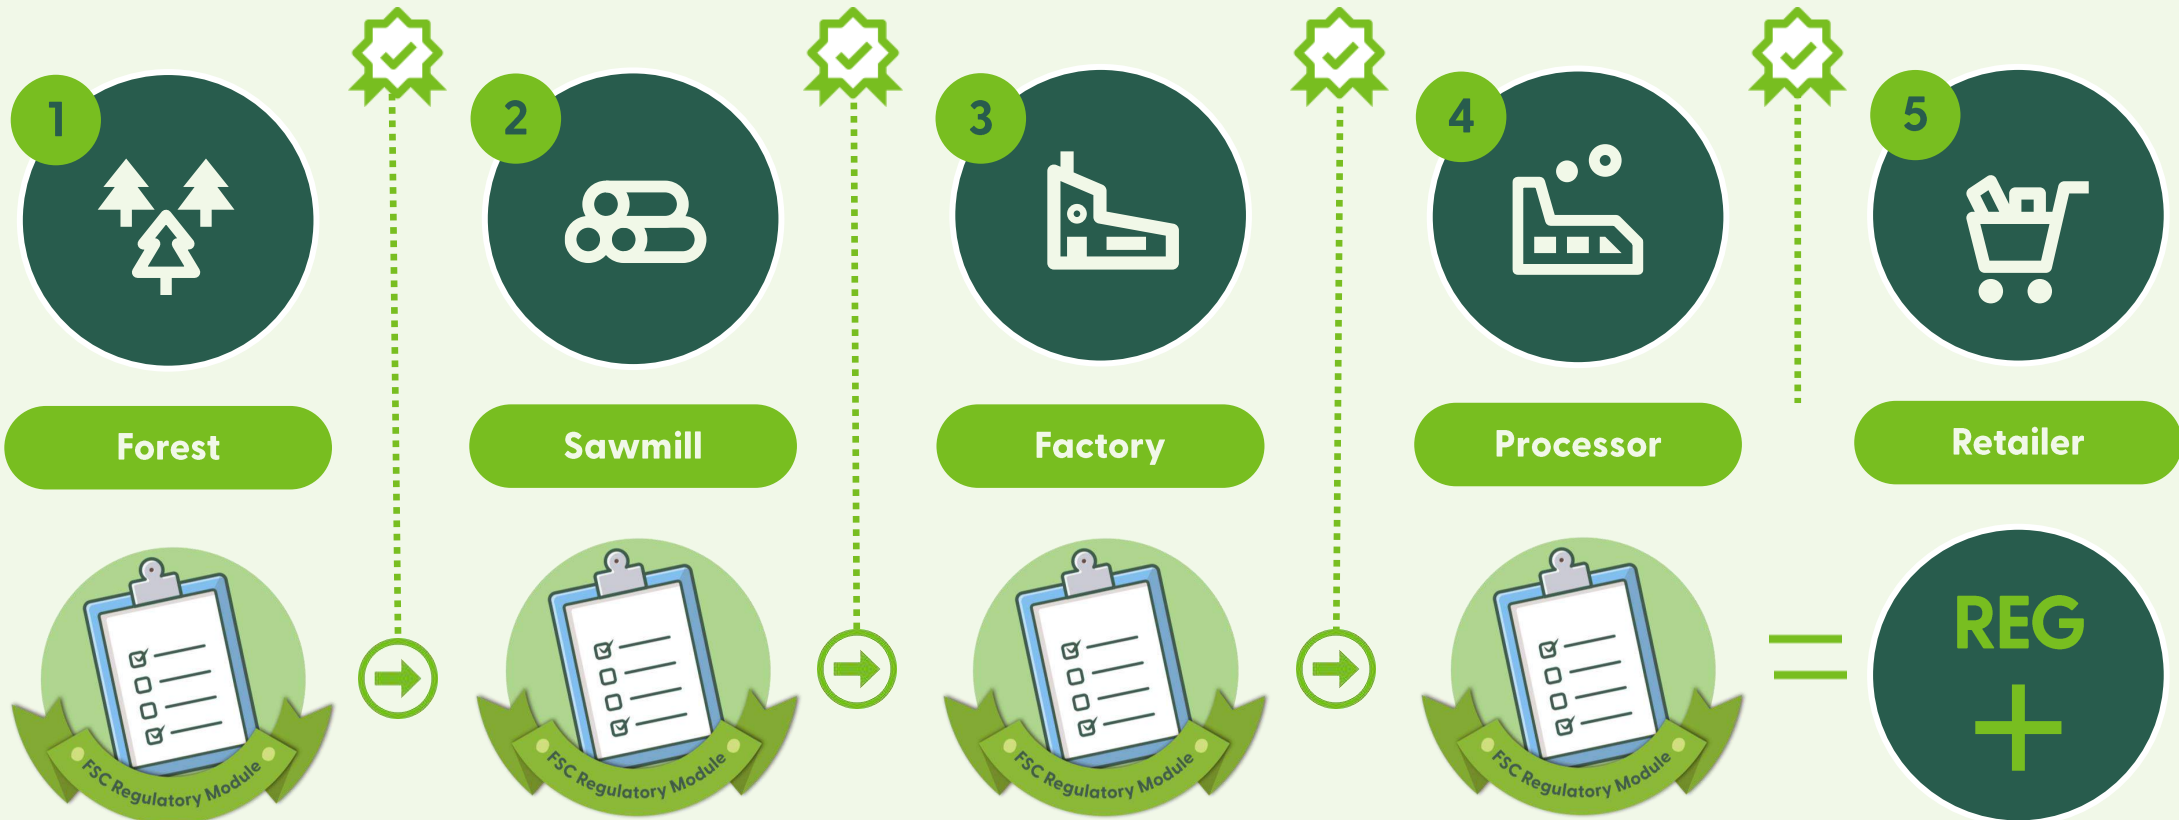 1
2
3
4
5
Forest
Sawmill
Factory
Processor
Retailer
FSC Regulatory Module
FSC Regulatory Module
FSC Regulatory Module
FSC Regulatory Module
=
REG
+